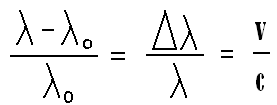 (λ − λ₀)/λ₀ = Δλ/λ = v/c